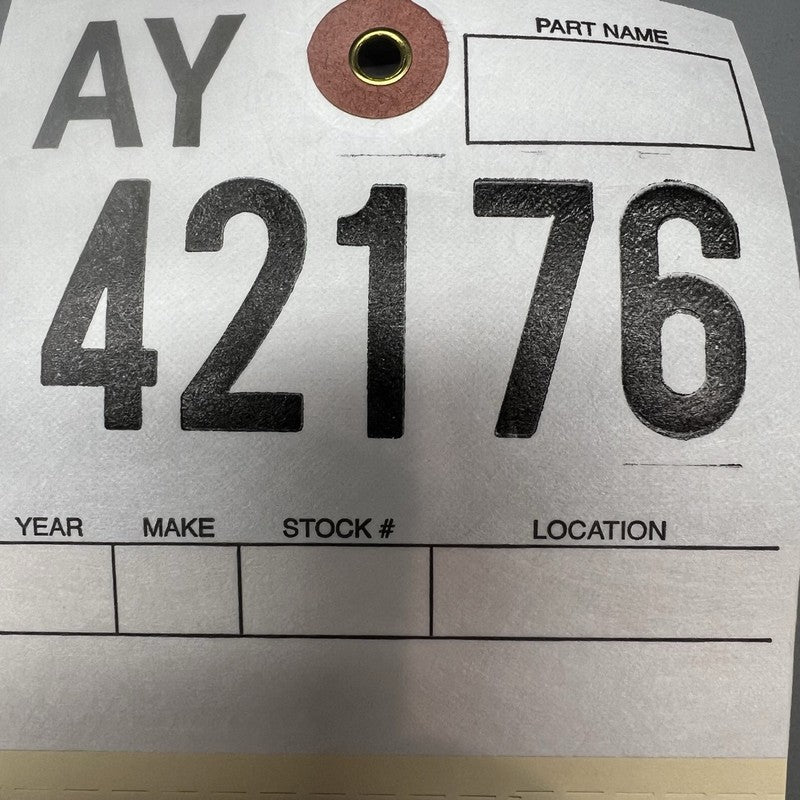 AY
PART NAME
42176
YEAR MAKE STOCK # LOCATION